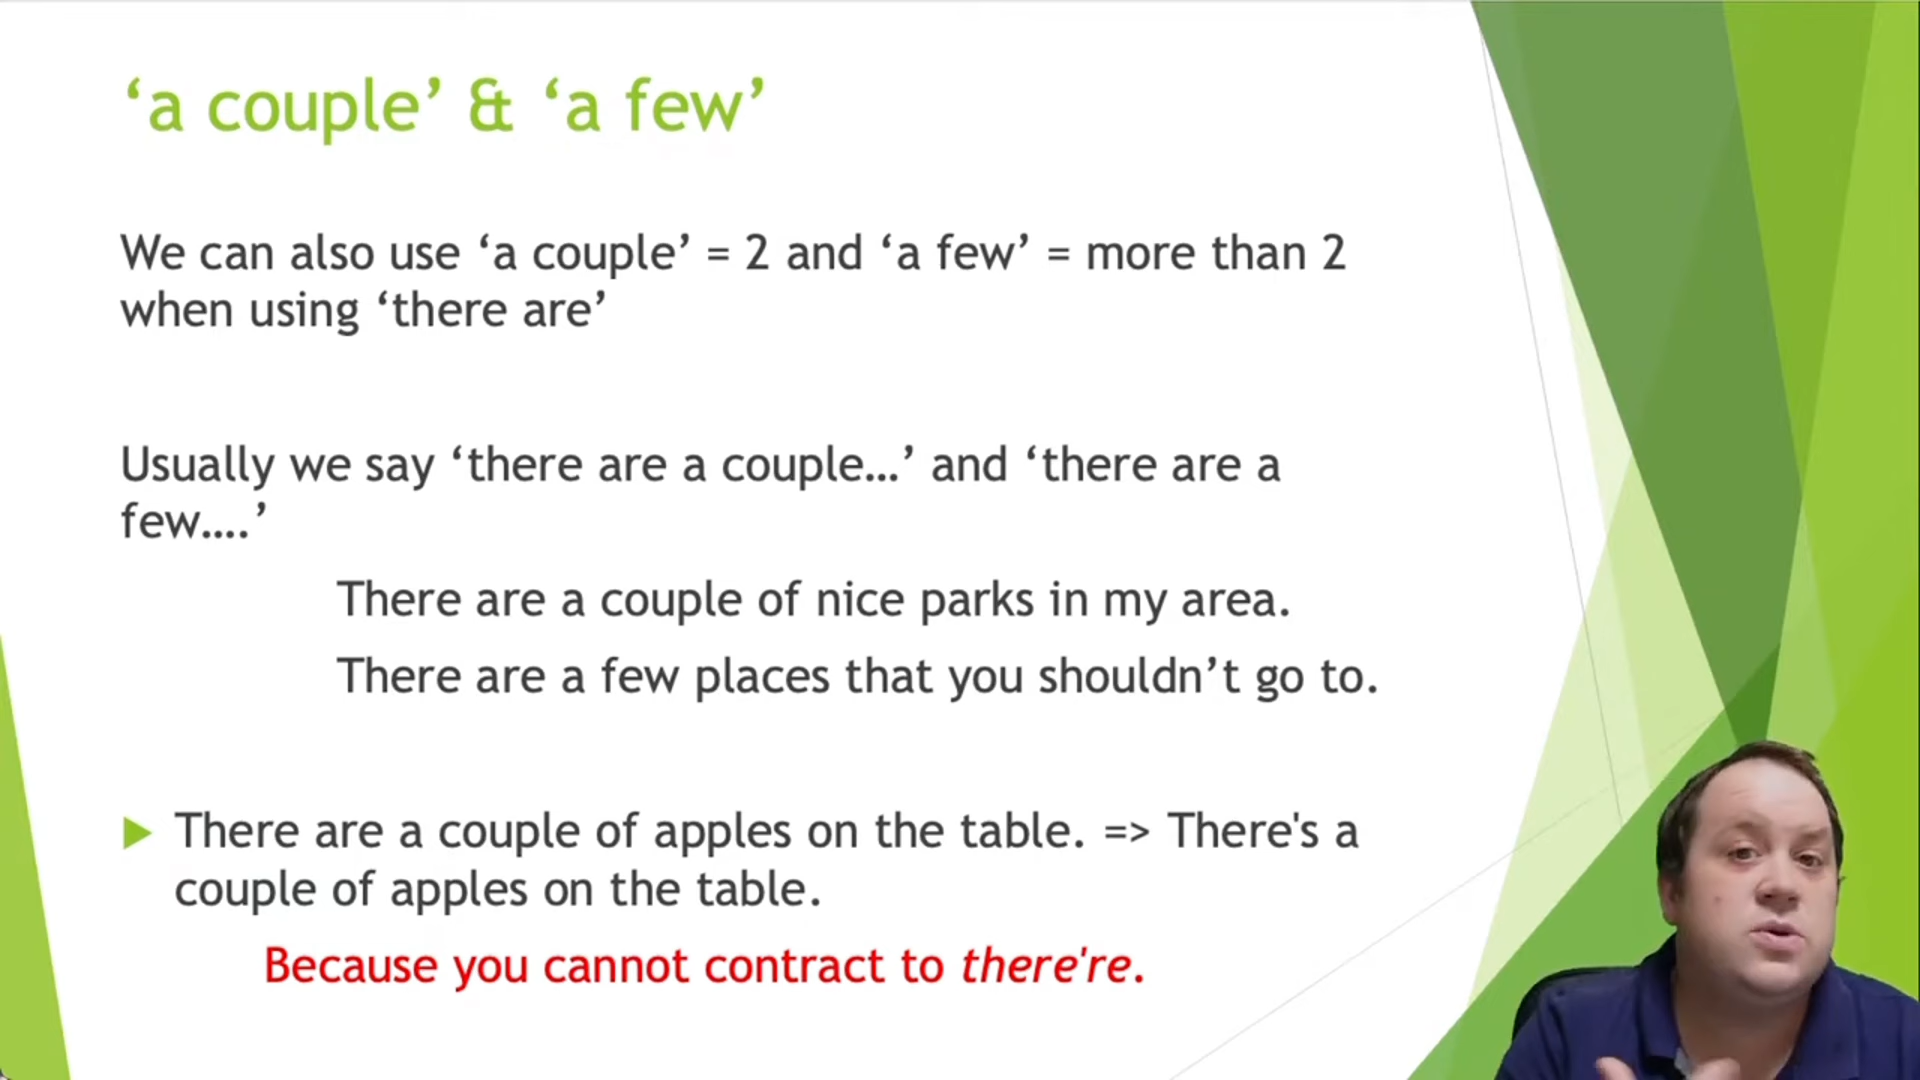 ‘a couple’ & ‘a few’
We can also use ‘a couple’ = 2 and ‘a few’ = more than 2
when using ‘there are’
Usually we say ‘there are a couple…’ and ‘there are a
few….’
There are a couple of nice parks in my area.
There are a few places that you shouldn’t go to.
There are a couple of apples on the table. => There's a
couple of apples on the table.
Because you cannot contract to there're.